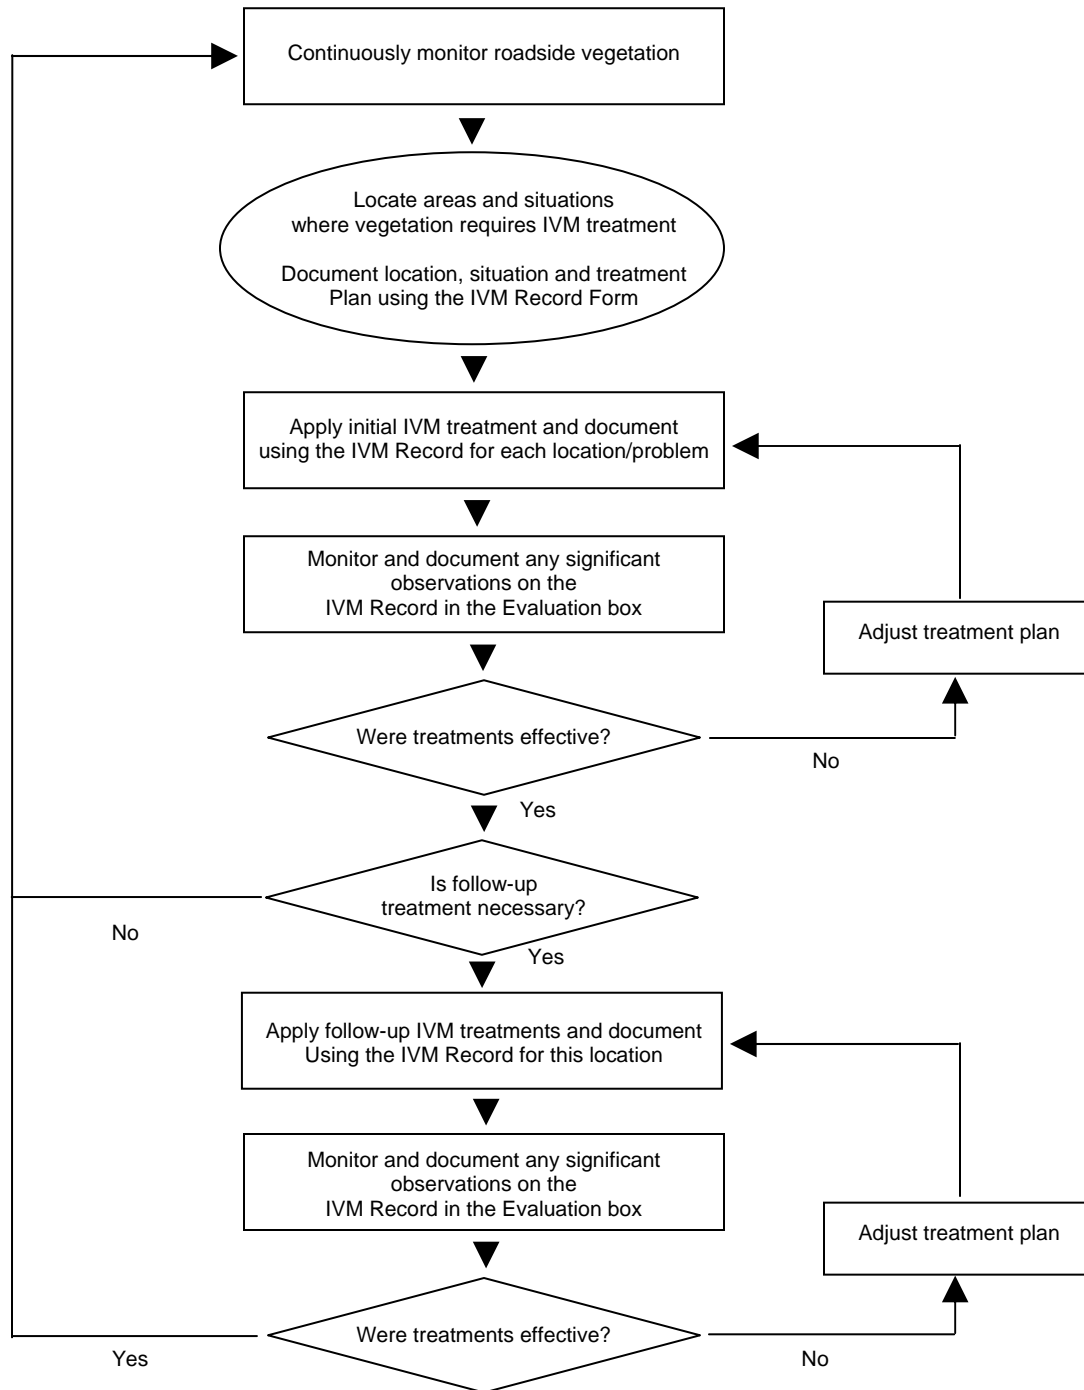 Continuously monitor roadside vegetation
Locate areas and situations
where vegetation requires IVM treatment
Document location, situation and treatment
Plan using the IVM Record Form
Apply initial IVM treatment and document
using the IVM Record for each location/problem
Monitor and document any significant
observations on the
IVM Record in the Evaluation box
Adjust treatment plan
Were treatments effective?
No
Yes
Is follow-up
treatment necessary?
No
Yes
Apply follow-up IVM treatments and document
Using the IVM Record for this location
Monitor and document any significant
observations on the
IVM Record in the Evaluation box
Adjust treatment plan
Were treatments effective?
Yes
No